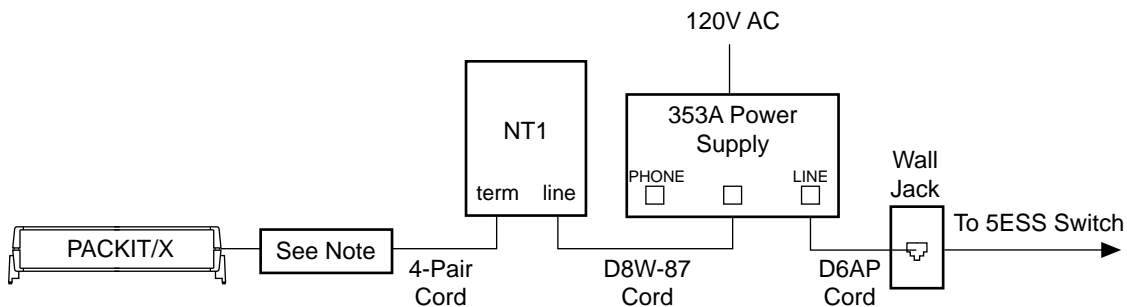 120V AC
NT1
term line
353A Power
Supply
PHONE
LINE
Wall
Jack
To 5ESS Switch
PACKIT/X
See Note
4-Pair
Cord
D8W-87
Cord
D6AP
Cord